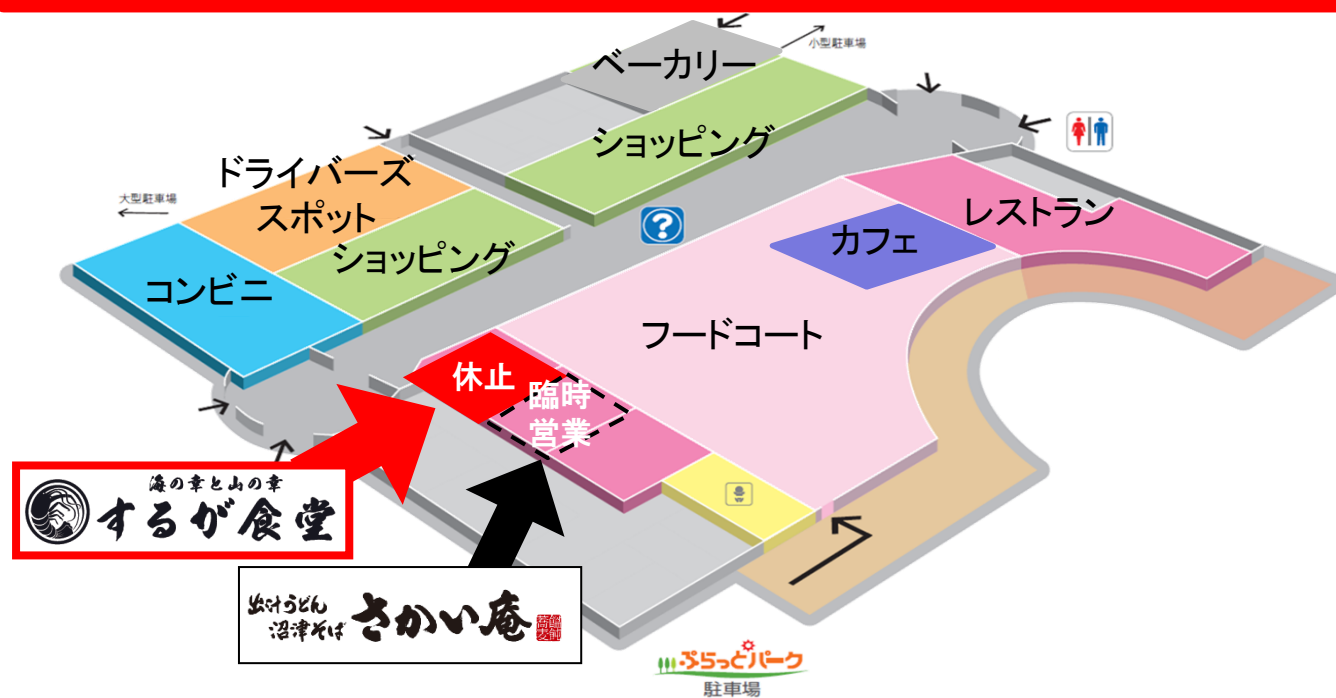 ベーカリー
小型駐車場
ショッピング
ドライバーズ
スポット
大型駐車場
ショッピング
コンビニ
レストラン
カフェ
フードコート
休止
臨時
営業
海の幸と山の幸
するが食堂
出汁うどん
沼津そば
さかい庵
ぷらっとパーク
駐車場